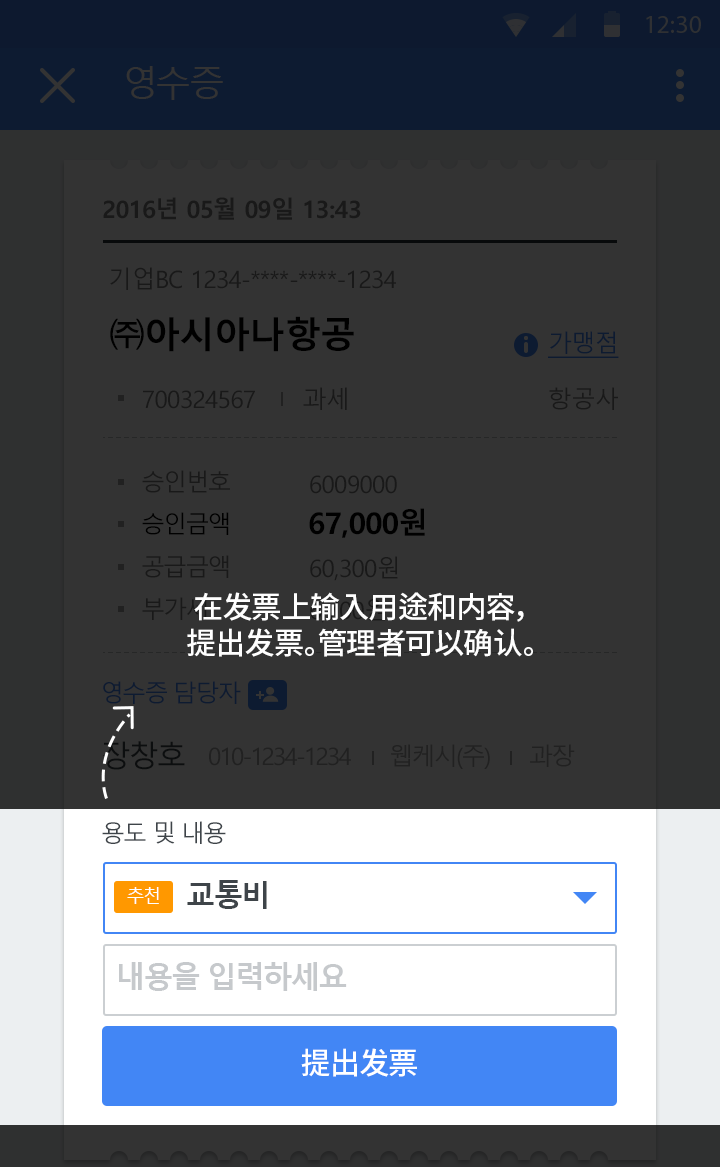 12:30
영수증
2016년 05월 09일 13:43
기업BC 1234-****-****-1234
㈜아시아나항공
가맹점
700324567 과세 항공사
승인번호 6009000
승인금액 67,000원
공급금액 60,300원
부가
在发票上输入用途和内容，
提出发票。管理者可以确认。
영수증 담당자
장창호 010-1234-1234 웹케시(주) 과장
용도 및 내용
추천 교통비
내용을 입력하세요
提出发票